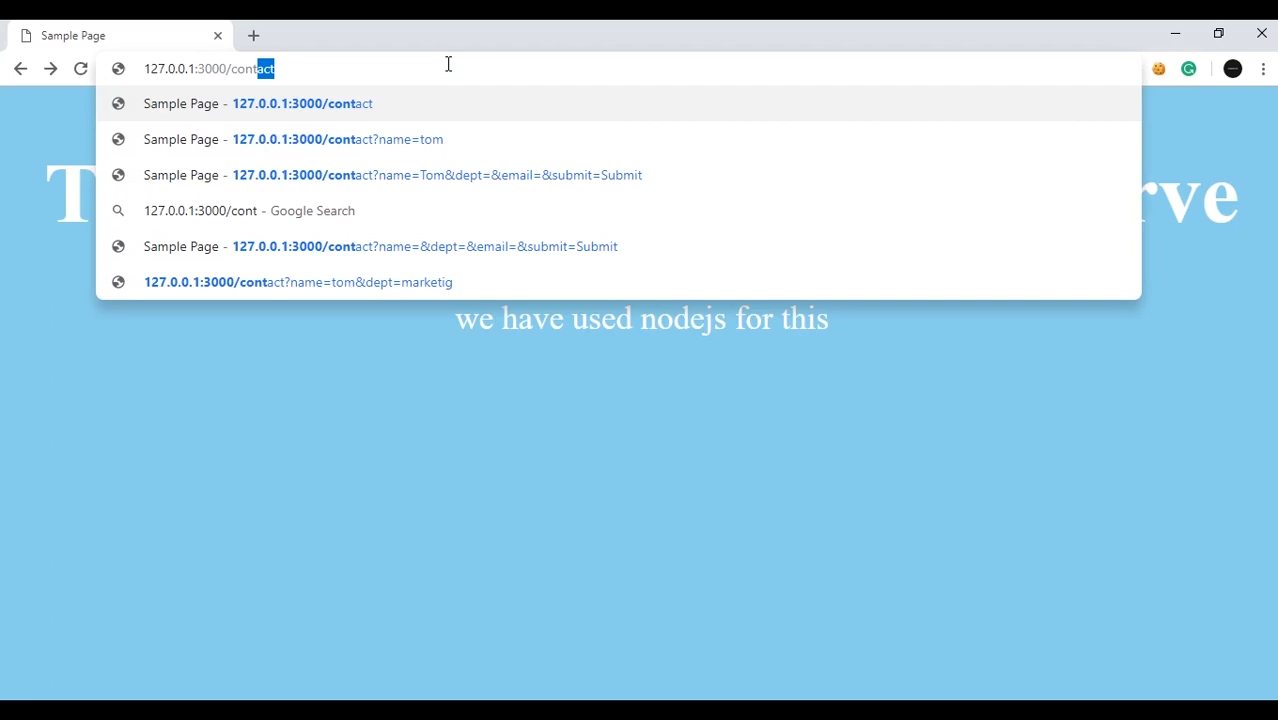 Sample Page
127.0.0.1:3000/contact
Sample Page - 127.0.0.1:3000/contact
Sample Page - 127.0.0.1:3000/contact?name=tom
Sample Page - 127.0.0.1:3000/contact?name=Tom&dept=&email=&submit=Submit
127.0.0.1:3000/cont - Google Search
Sample Page - 127.0.0.1:3000/contact?name=&dept=&email=&submit=Submit
127.0.0.1:3000/contact?name=tom&dept=marketig
we have used nodejs for this